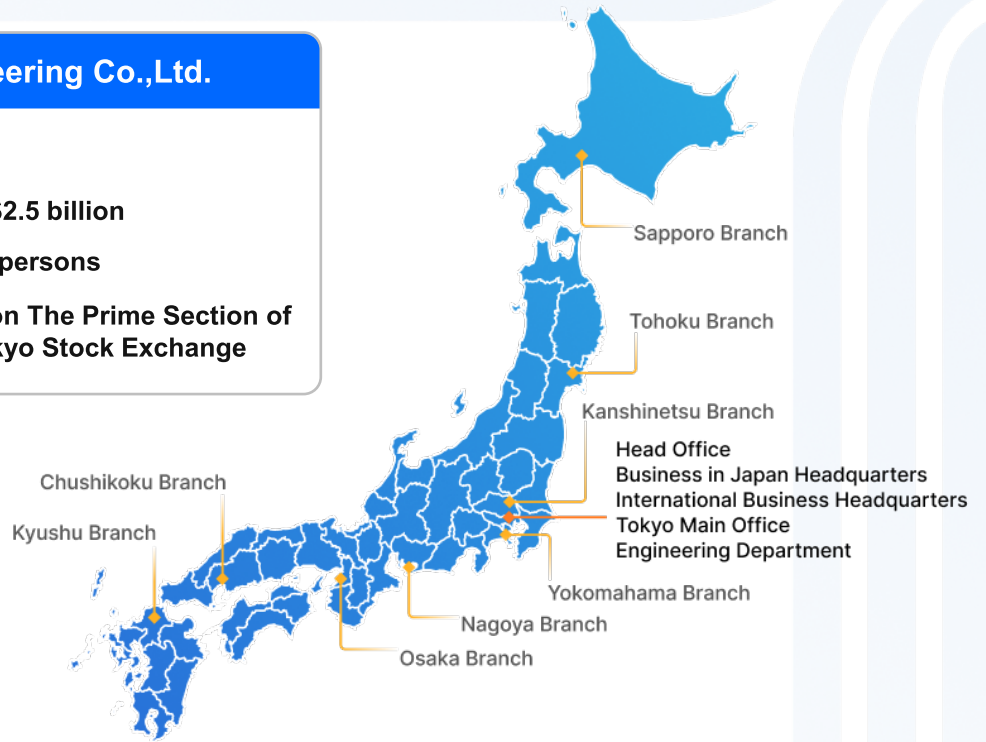 eering Co.,Ltd.
2.5 billion
persons
on The Prime Section of
kyo Stock Exchange
Sapporo Branch
Tohoku Branch
Kanshinetsu Branch
Head Office
Business in Japan Headquarters
International Business Headquarters
Tokyo Main Office
Engineering Department
Chushikoku Branch
Kyushu Branch
Yokomahama Branch
Nagoya Branch
Osaka Branch